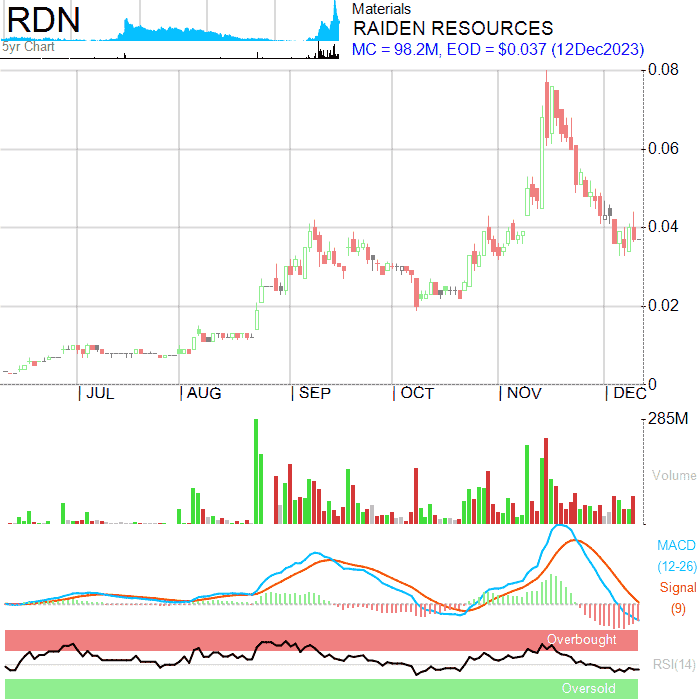 RDN
5yr Chart
Materials
RAIDEN RESOURCES
MC = 98.2M, EOD = $0.037 (12Dec2023)
0.08
0.06
0.04
0.02
0
JUL
AUG
SEP
OCT
NOV
DEC
285M
Volume
MACD
(12-26)
Signal
(9)
Overbought
RSI(14)
Oversold